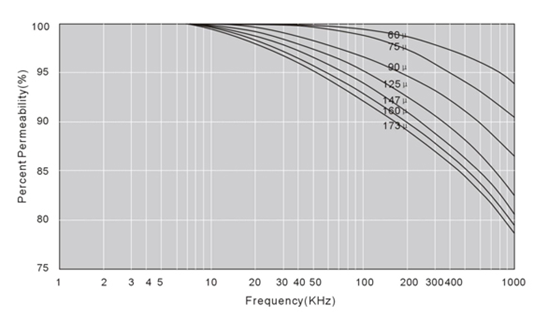 100
95
90
85
80
75
Percent Permeability(%)
60μ
75μ
90μ
125μ
147μ
160μ
173μ
1 2 3 4 5 10 20 30 40 50 100 200 300 400 1000
Frequency(KHz)